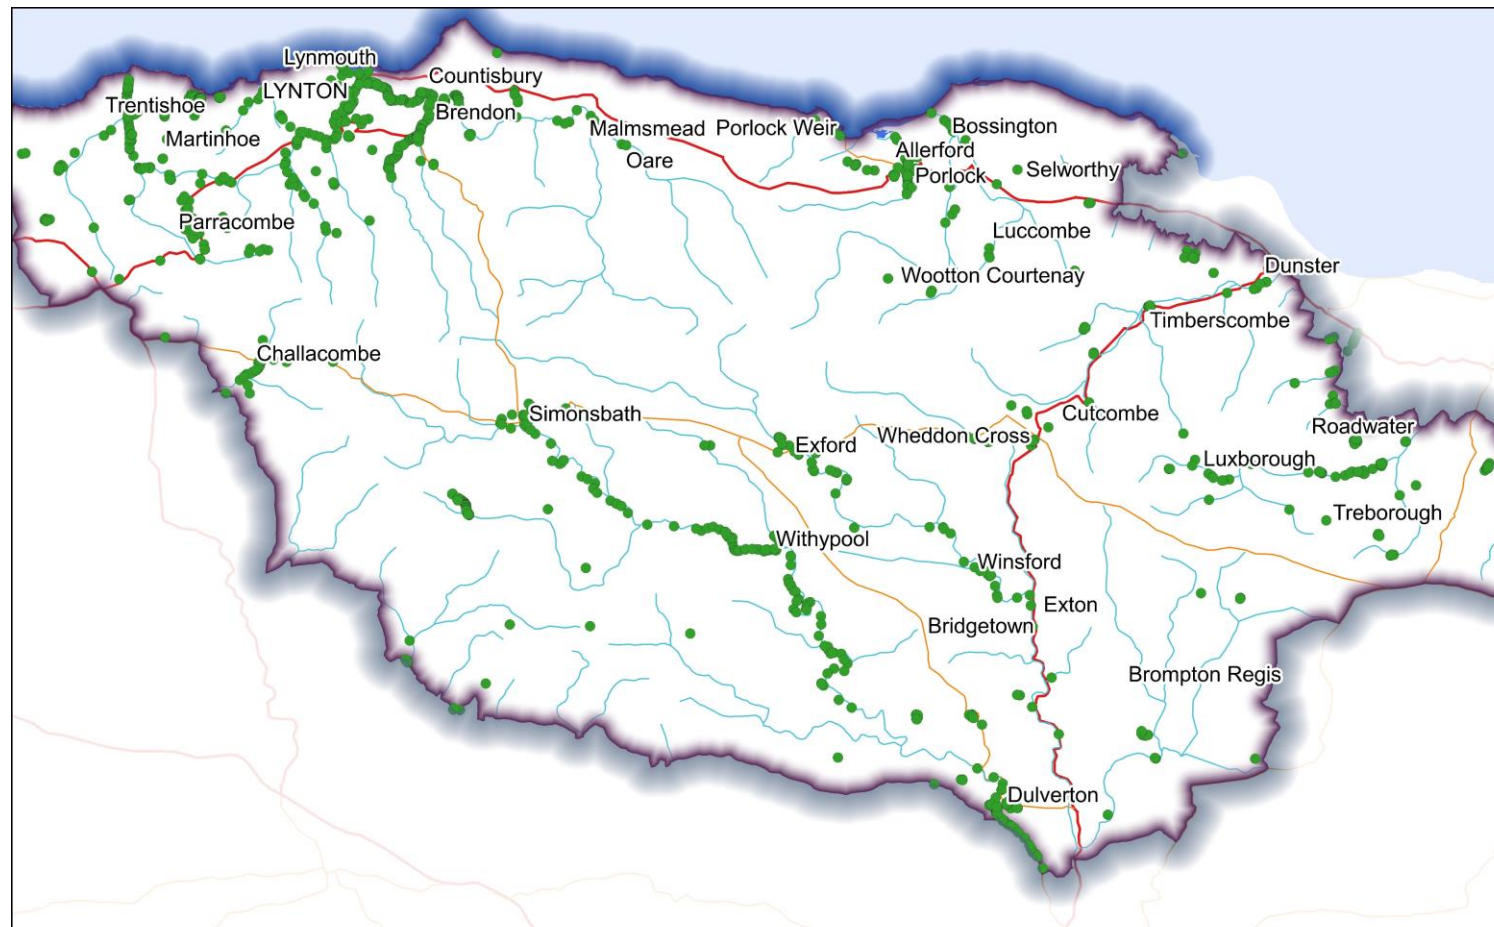 Lynmouth
Countisbury
LYNTON
Trentishoe
Brendon
Martinhoe
Malmsmead
Porlock Weir
Bossington
Oare
Allerford
Selworthy
Porlock
Parracombe
Luccombe
Wootton Courtenay
Dunster
Timberscombe
Challacombe
Simonsbath
Cutcombe
Exford
Wheddon Cross
Roadwater
Luxborough
Treborough
Withypool
Winsford
Exton
Bridgetown
Brompton Regis
Dulverton